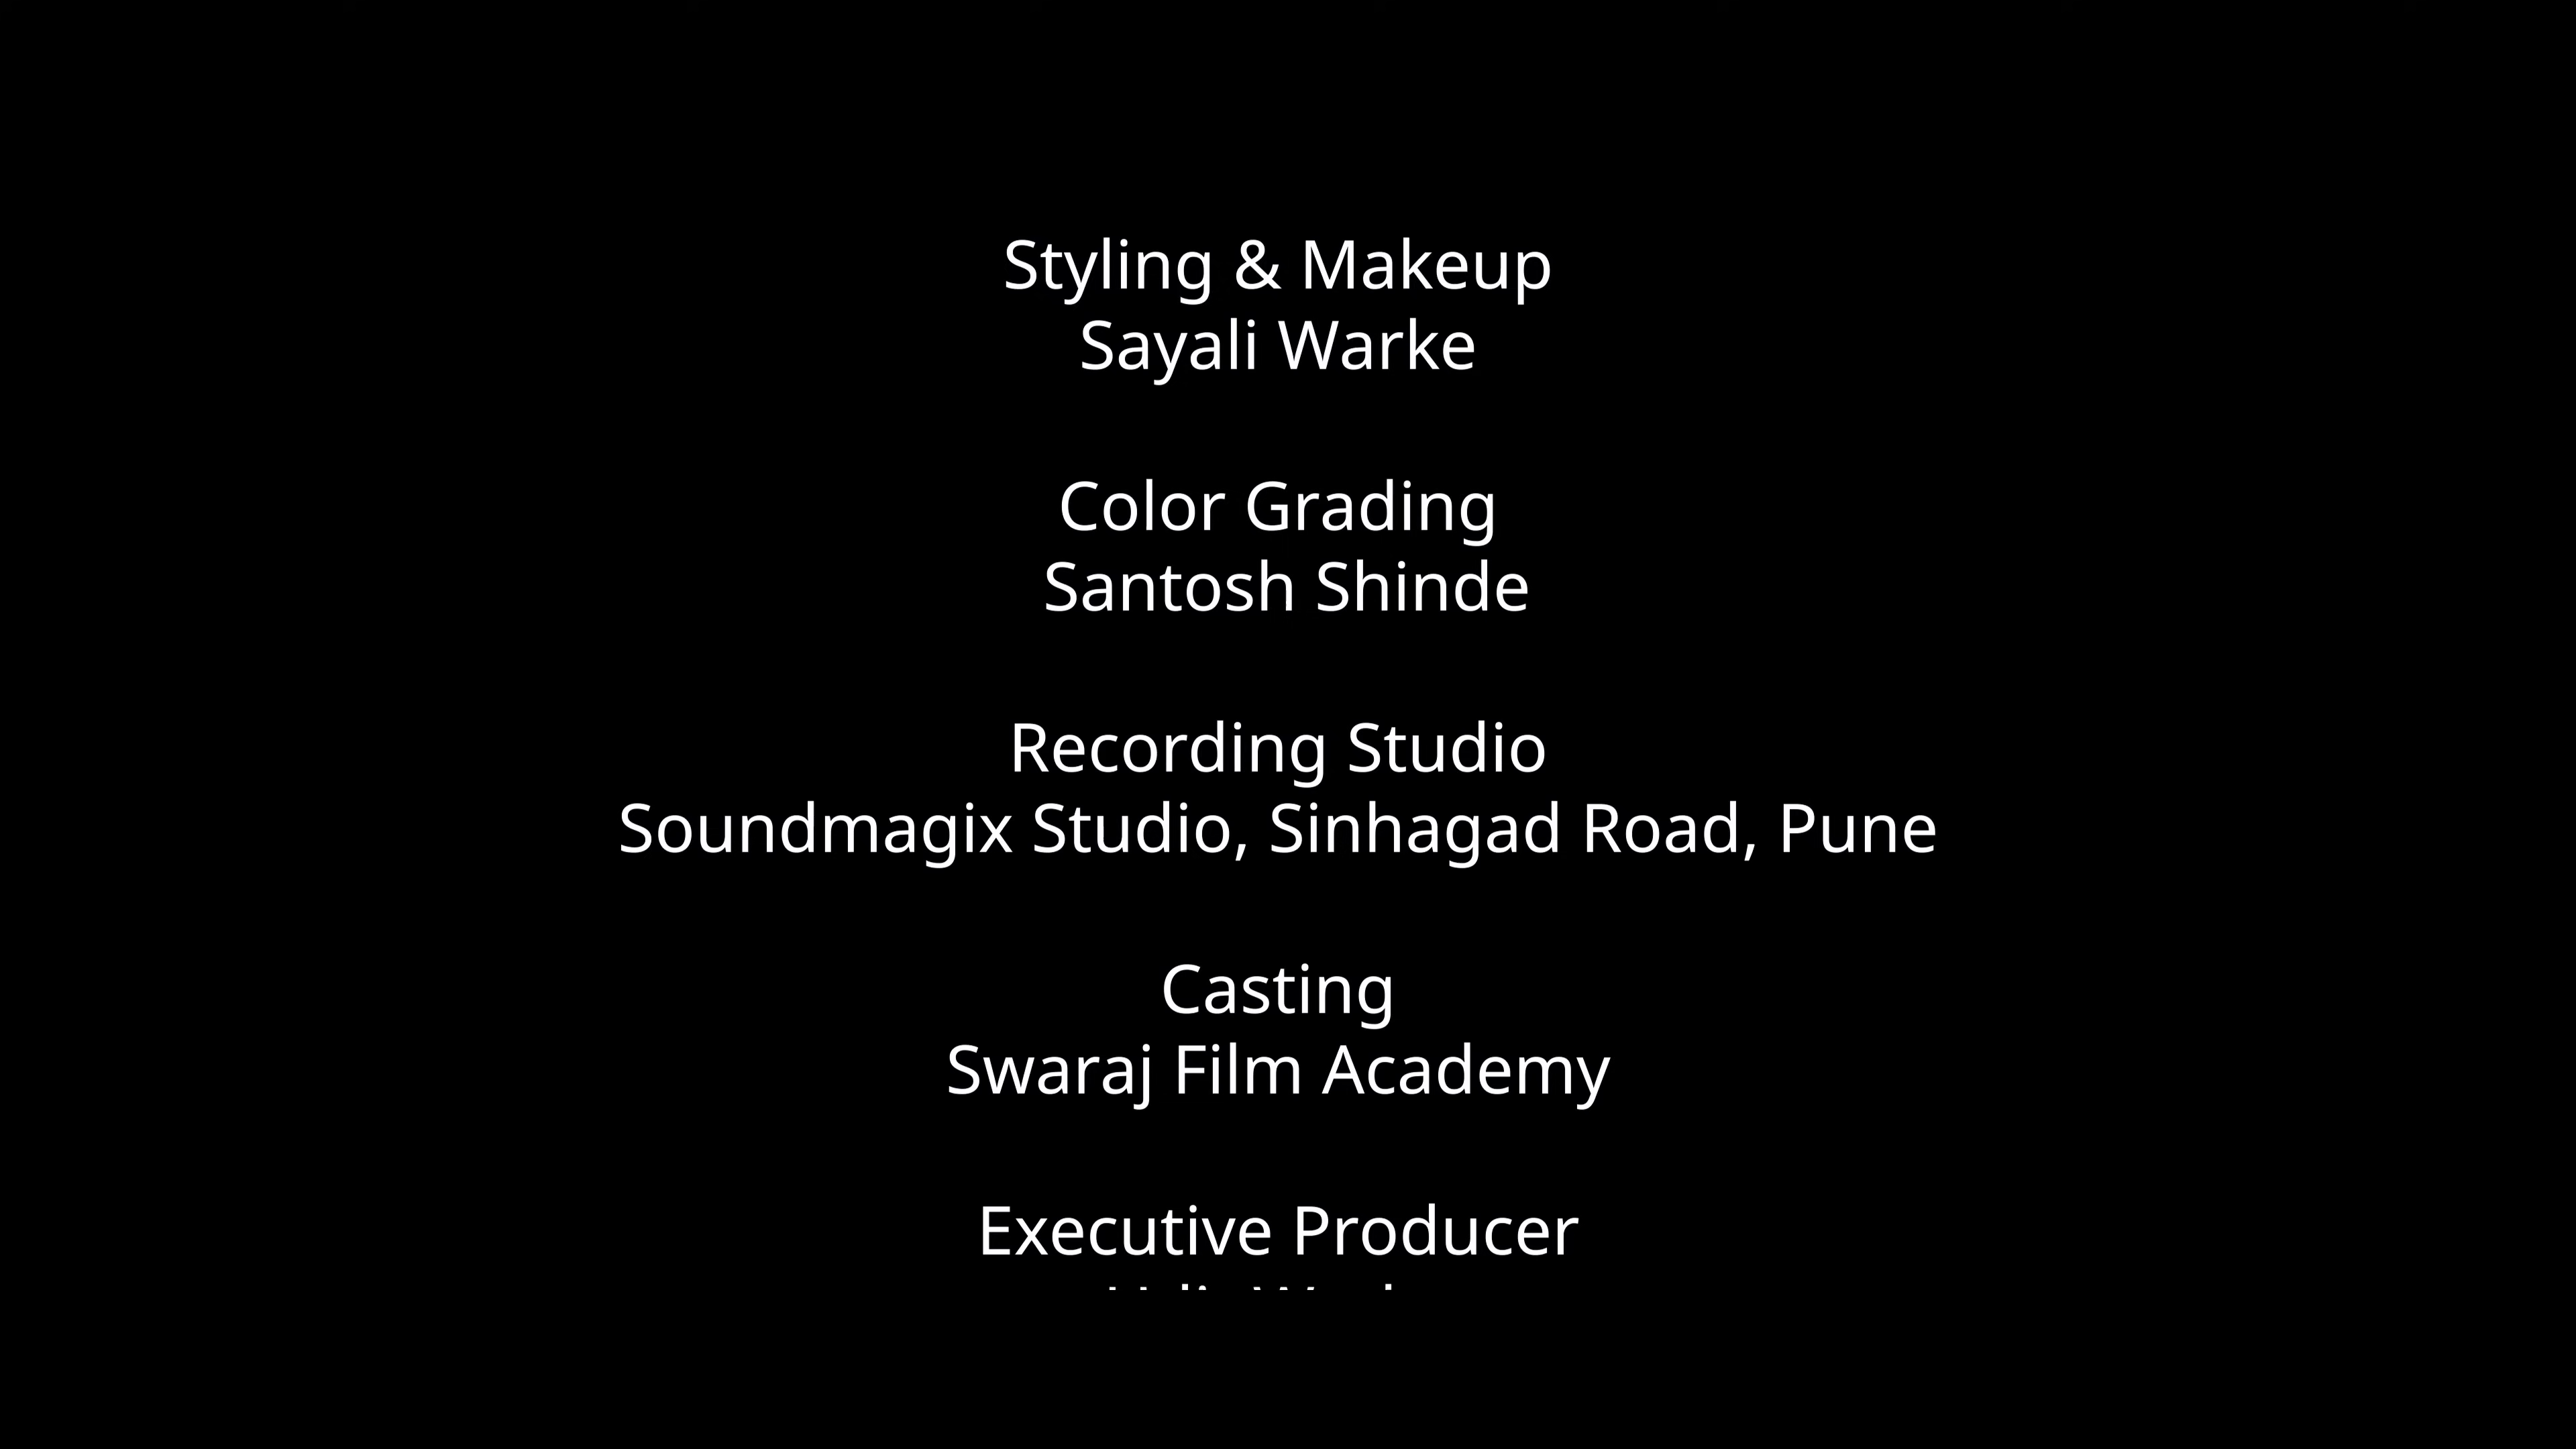 Styling & Makeup
Sayali Warke
Color Grading
Santosh Shinde
Recording Studio
Soundmagix Studio, Sinhagad Road, Pune
Casting
Swaraj Film Academy
Executive Producer